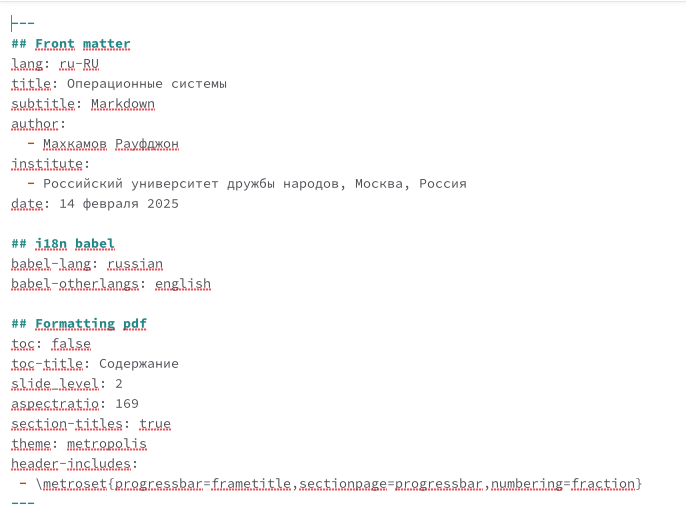 ---
## Front matter
lang: ru-RU
title: Операционные системы
subtitle: Markdown
author:
  - Махкамов Рауфджон
institute:
  - Российский университет дружбы народов, Москва, Россия
date: 14 февраля 2025

## i18n babel
babel-lang: russian
babel-otherlangs: english

## Formatting pdf
toc: false
toc-title: Содержание
slide_level: 2
aspectratio: 169
section-titles: true
theme: metropolis
header-includes:
 - \metroset{progressbar=frametitle,sectionpage=progressbar,numbering=fraction}
---